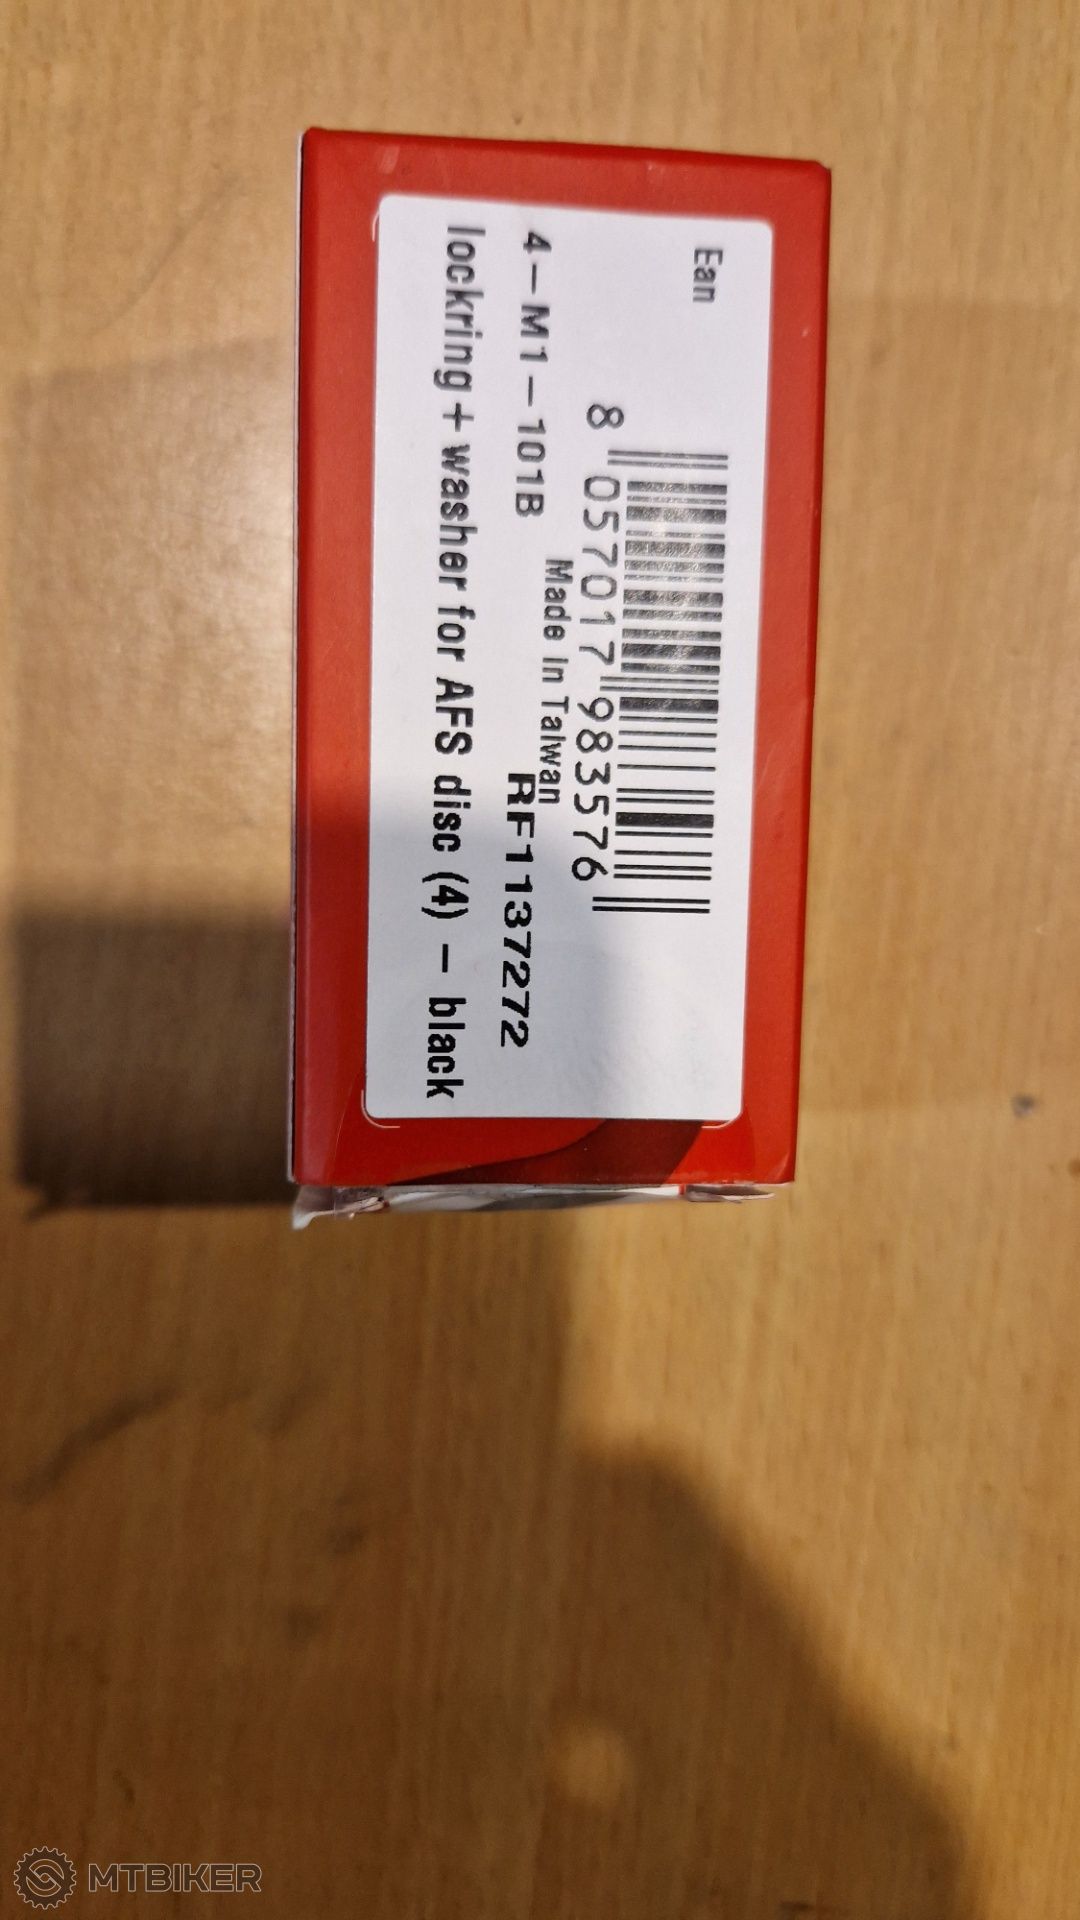 Ean
8 057017 983576
Made in Taiwan
4-M1-101B
RF1137272
lockring + washer for AFS disc (4) - black
MTBIKER